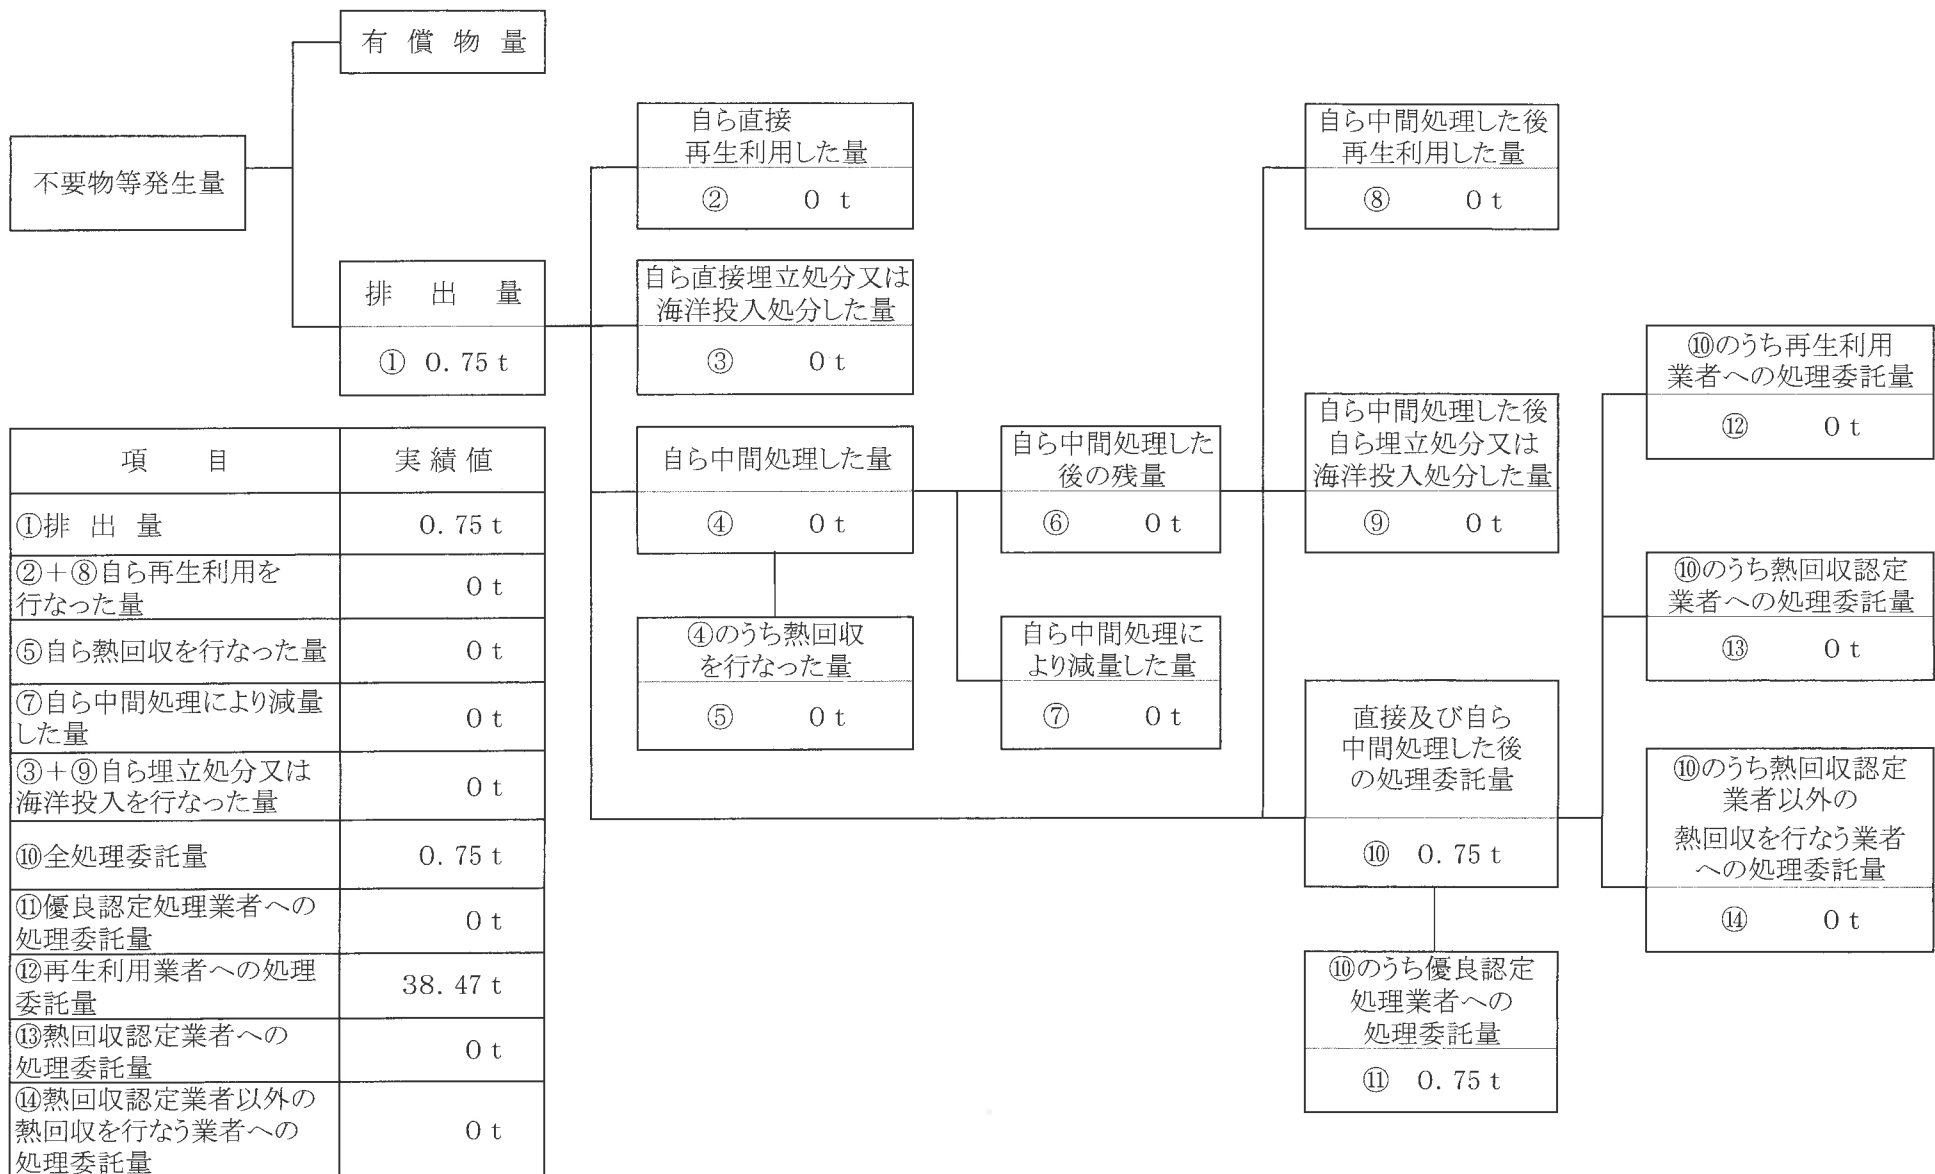 有償物量
不要物等発生量
排出量
① 0.75 t
自ら直接
再生利用した量
② 0 t
自ら直接埋立処分又は
海洋投入処分した量
③ 0 t
自ら中間処理した量
④ 0 t
④のうち熱回収
を行なった量
⑤ 0 t
自ら中間処理した
後の残量
⑥ 0 t
自ら中間処理に
より減量した量
⑦ 0 t
自ら中間処理した後
再生利用した量
⑧ 0 t
自ら中間処理した後
自ら埋立処分又は
海洋投入処分した量
⑨ 0 t
直接及び自ら
中間処理した後
の処理委託量
⑩ 0.75 t
⑩のうち優良認定
処理業者への
処理委託量
⑪ 0.75 t
⑩のうち再生利用
業者への処理委託量
⑫ 0 t
⑩のうち熱回収認定
業者への処理委託量
⑬ 0 t
⑩のうち熱回収認定
業者以外の
熱回収を行なう業者
への処理委託量
⑭ 0 t
項目 実績値
①排出量 0.75 t
②+⑧自ら再生利用を
行なった量 0 t
⑤自ら熱回収を行なった量 0 t
⑦自ら中間処理により減量
した量 0 t
③+⑨自ら埋立処分又は
海洋投入を行なった量 0 t
⑩全処理委託量 0.75 t
⑪優良認定処理業者への
処理委託量 0 t
⑫再生利用業者への処理
委託量 38.47 t
⑬熱回収認定業者への
処理委託量 0 t
⑭熱回収認定業者以外の
熱回収を行なう業者への
処理委託量 0 t